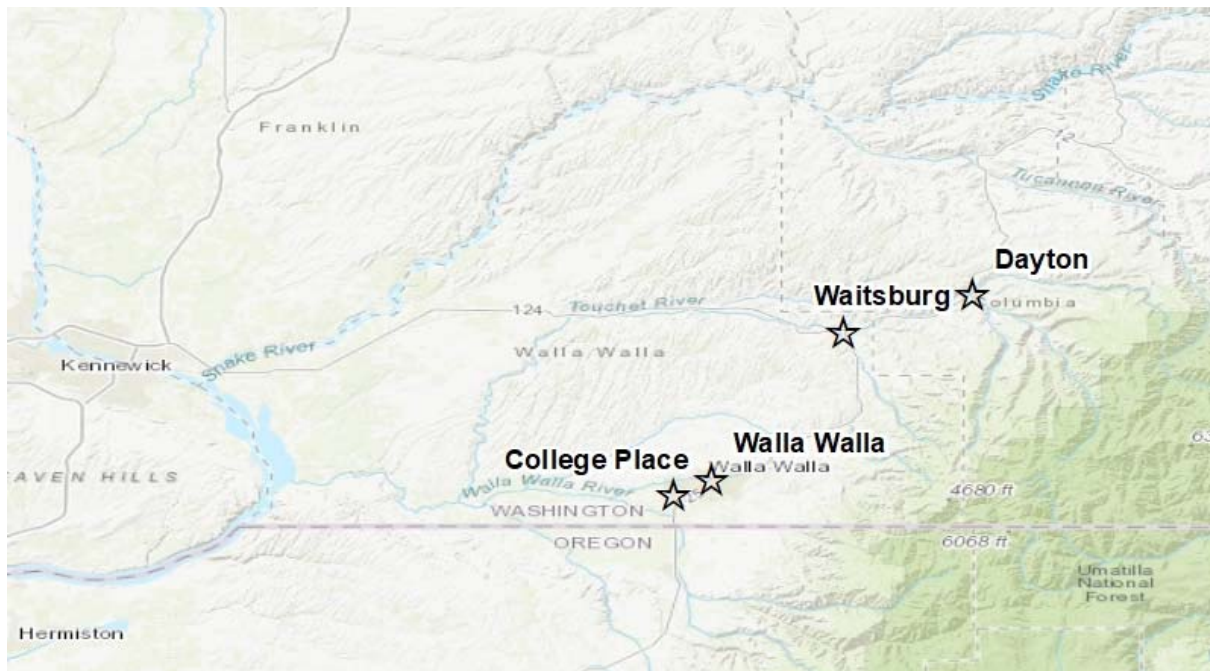 Snake River
Franklin
12
Tucannon River
Dayton
Waitsburg
Columbia
124
Touchet River
Walla Walla
Snake River
Kennewick
Walla Walla
College Place
Walla Walla
Walla Walla River
WASHINGTON
4680 ft
OREGON
6068 ft
AVEN HILLS
Umatilla
National
Forest
Hermiston